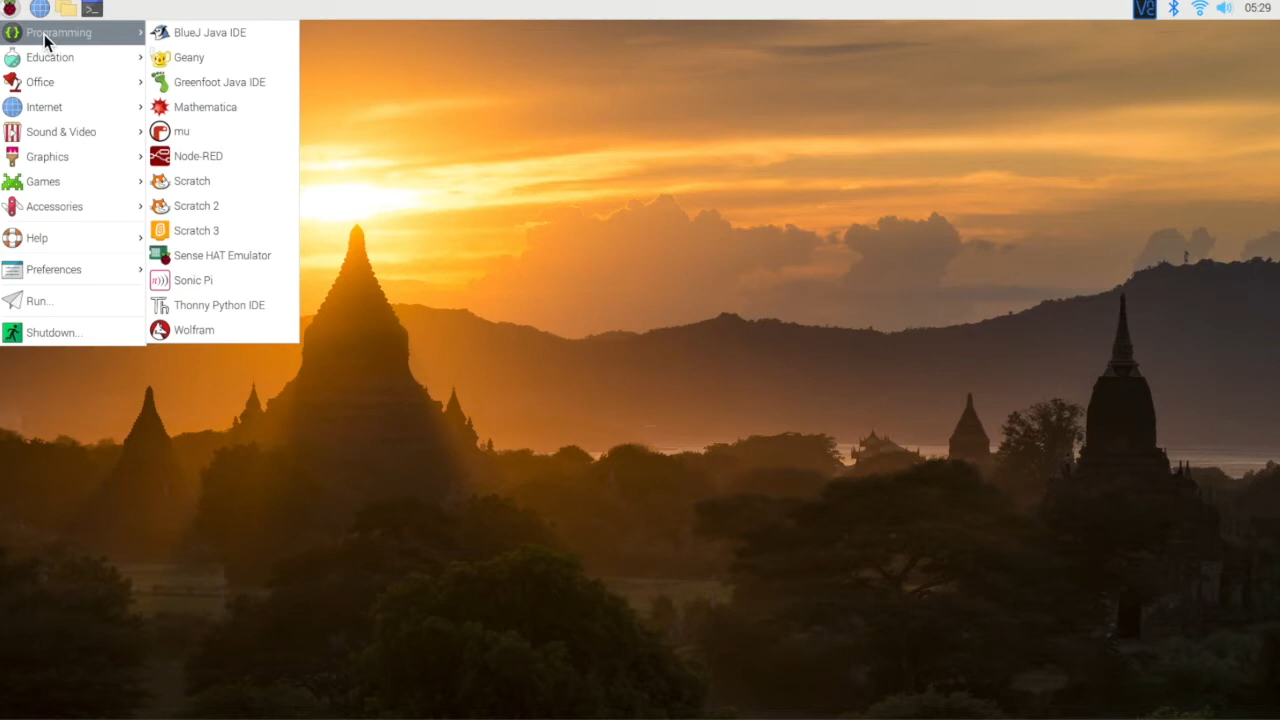 05:29
Programming
Education
Office
Internet
Sound & Video
Graphics
Games
Accessories
Help
Preferences
Run...
Shutdown...
BlueJ Java IDE
Geany
Greenfoot Java IDE
Mathematica
mu
Node-RED
Scratch
Scratch 2
Scratch 3
Sense HAT Emulator
Sonic Pi
Thonny Python IDE
Wolfram